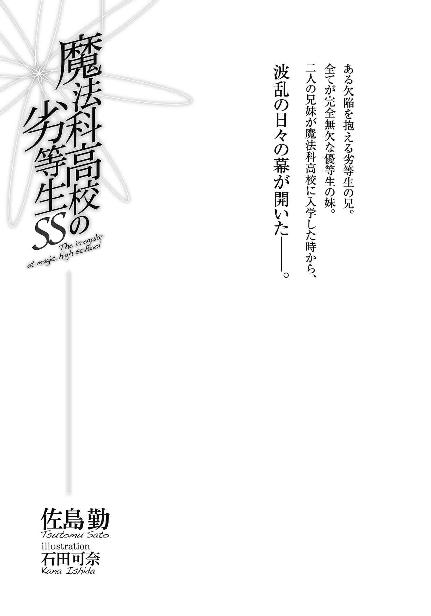 ある欠陥を抱える劣等生の兄。
全てが完全無欠な優等生の妹。
二人の兄妹が魔法科高校に入学した時から、
波乱の日々の幕が開いた――。
魔法科高校の
劣等生SS
The irregular
at magic high school
佐島 勤
Tsutomu Sato
illustration
石田可奈
Kana Ishida